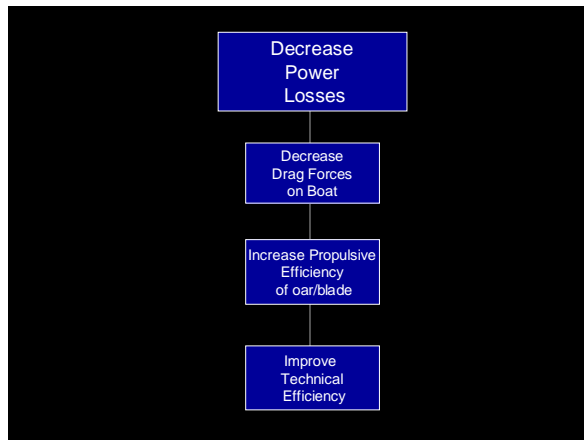 Decrease
Power
Losses
Decrease
Drag Forces
on Boat
Increase Propulsive
Efficiency
of oar/blade
Improve
Technical
Efficiency